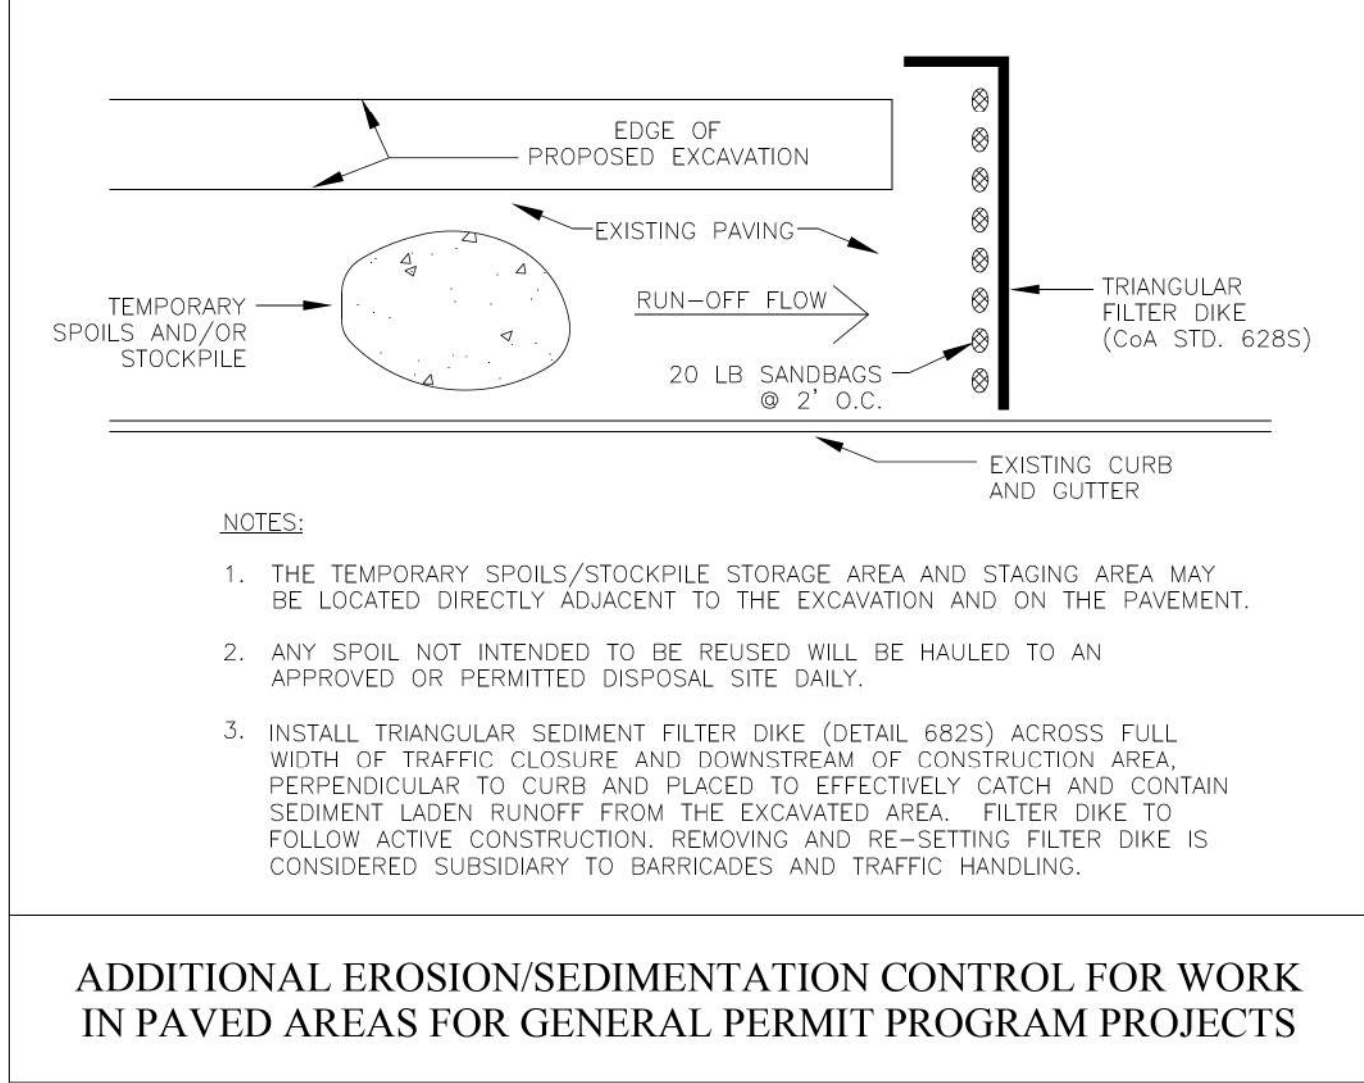 EDGE OF
PROPOSED EXCAVATION
EXISTING PAVING
TEMPORARY
SPOILS AND/OR
STOCKPILE
RUN-OFF FLOW
TRIANGULAR
FILTER DIKE
(CoA STD. 628S)
20 LB SANDBAGS
@ 2' O.C.
EXISTING CURB
AND GUTTER
NOTES:
1. THE TEMPORARY SPOILS/STOCKPILE STORAGE AREA AND STAGING AREA MAY
BE LOCATED DIRECTLY ADJACENT TO THE EXCAVATION AND ON THE PAVEMENT.
2. ANY SPOIL NOT INTENDED TO BE REUSED WILL BE HAULED TO AN
APPROVED OR PERMITTED DISPOSAL SITE DAILY.
3. INSTALL TRIANGULAR SEDIMENT FILTER DIKE (DETAIL 682S) ACROSS FULL
WIDTH OF TRAFFIC CLOSURE AND DOWNSTREAM OF CONSTRUCTION AREA,
PERPENDICULAR TO CURB AND PLACED TO EFFECTIVELY CATCH AND CONTAIN
SEDIMENT LADEN RUNOFF FROM THE EXCAVATED AREA. FILTER DIKE TO
FOLLOW ACTIVE CONSTRUCTION. REMOVING AND RE-SETTING FILTER DIKE IS
CONSIDERED SUBSIDIARY TO BARRICADES AND TRAFFIC HANDLING.
ADDITIONAL EROSION/SEDIMENTATION CONTROL FOR WORK
IN PAVED AREAS FOR GENERAL PERMIT PROGRAM PROJECTS